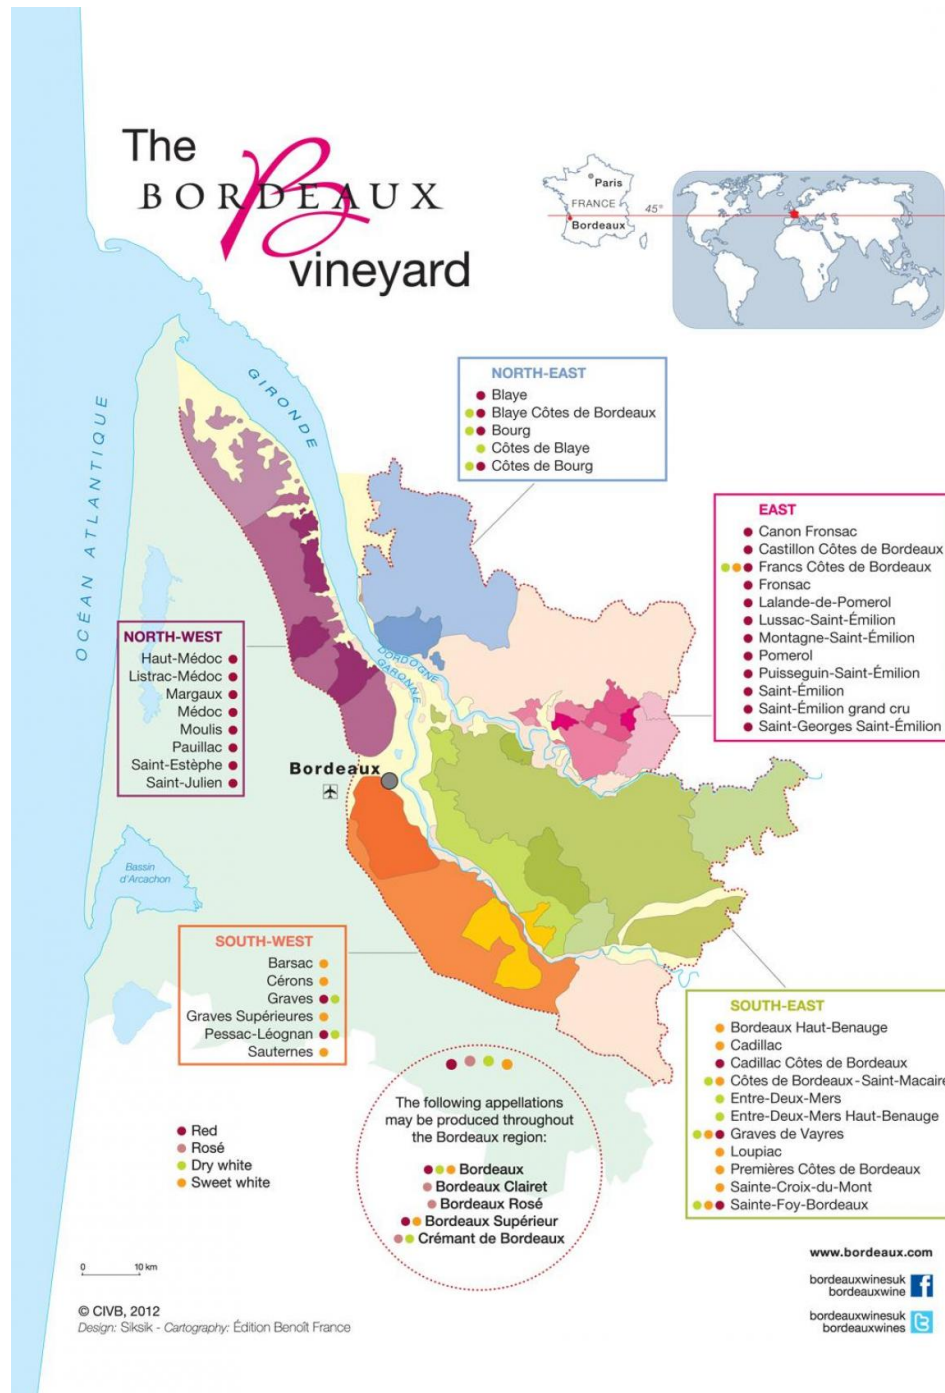 The
BORDEAUX
vineyard
Paris
FRANCE
45°
Bordeaux
OCÉAN ATLANTIQUE
GIRONDE
DORDOGNE
GARONNE
NORTH-EAST
Blaye
Blaye Côtes de Bordeaux
Bourg
Côtes de Blaye
Côtes de Bourg
EAST
Canon Fronsac
Castillon Côtes de Bordeaux
Francs Côtes de Bordeaux
Fronsac
Lalande-de-Pomerol
Lussac-Saint-Émilion
Montagne-Saint-Émilion
Pomerol
Puisseguin-Saint-Émilion
Saint-Émilion
Saint-Émilion grand cru
Saint-Georges Saint-Émilion
NORTH-WEST
Haut-Médoc
Listrac-Médoc
Margaux
Médoc
Moulis
Pauillac
Saint-Estèphe
Saint-Julien
Bordeaux
Bassin
d'Arcachon
SOUTH-WEST
Barsac
Cérons
Graves
Graves Supérieures
Pessac-Léognan
Sauternes
SOUTH-EAST
Bordeaux Haut-Benauge
Cadillac
Cadillac Côtes de Bordeaux
Côtes de Bordeaux-Saint-Macaire
Entre-Deux-Mers
Entre-Deux-Mers Haut-Benauge
Graves de Vayres
Loupiac
Premières Côtes de Bordeaux
Sainte-Croix-du-Mont
Sainte-Foy-Bordeaux
Red
Rosé
Dry white
Sweet white
The following appellations
may be produced throughout
the Bordeaux region:
Bordeaux
Bordeaux Clairet
Bordeaux Rosé
Bordeaux Supérieur
Crémant de Bordeaux
0 10 km
© CIVB, 2012
Design: Siksik - Cartography: Édition Benoît France
www.bordeaux.com
bordeauxwinesuk
bordeauxwine
bordeauxwinesuk
bordeauxwines